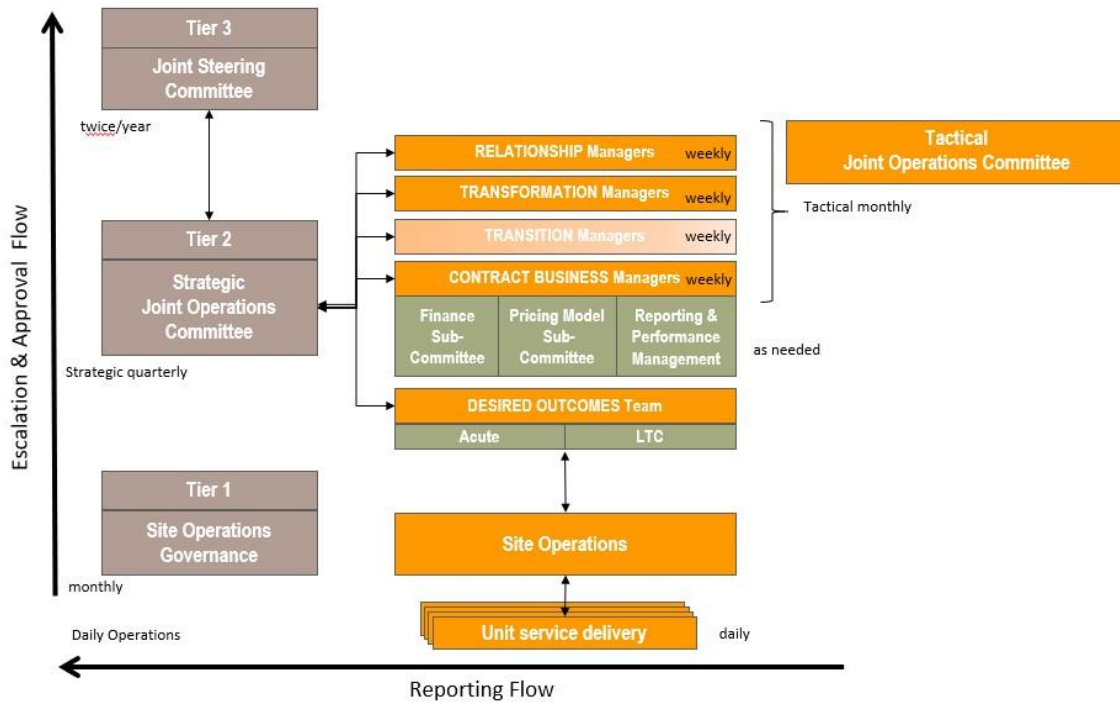 Tier 3
Joint Steering
Committee
twice/year
RELATIONSHIP Managers weekly
TRANSFORMATION Managers weekly
TRANSITION Managers weekly
CONTRACT BUSINESS Managers weekly
Tactical
Joint Operations Committee
Tactical monthly
Tier 2
Strategic
Joint Operations
Committee
Strategic quarterly
Finance
Sub-
Committee
Pricing Model
Sub-
Committee
Reporting &
Performance
Management
as needed
DESIRED OUTCOMES Team
Acute
LTC
Tier 1
Site Operations
Governance
monthly
Site Operations
Daily Operations
Unit service delivery
daily
Escalation & Approval Flow
Reporting Flow